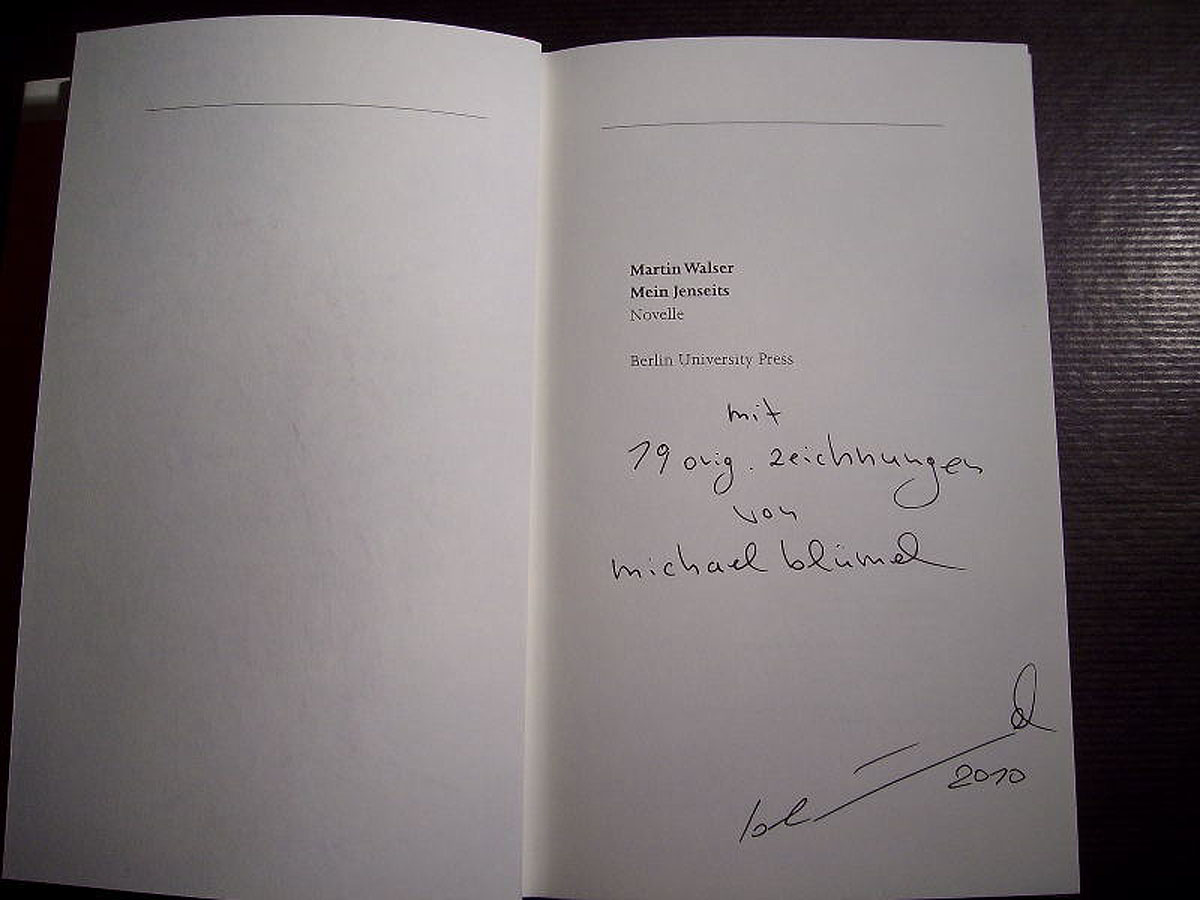 Martin Walser
Mein Jenseits
Novelle
Berlin University Press
mit
19 orig. zeichnungen
von
michael blümel
2010